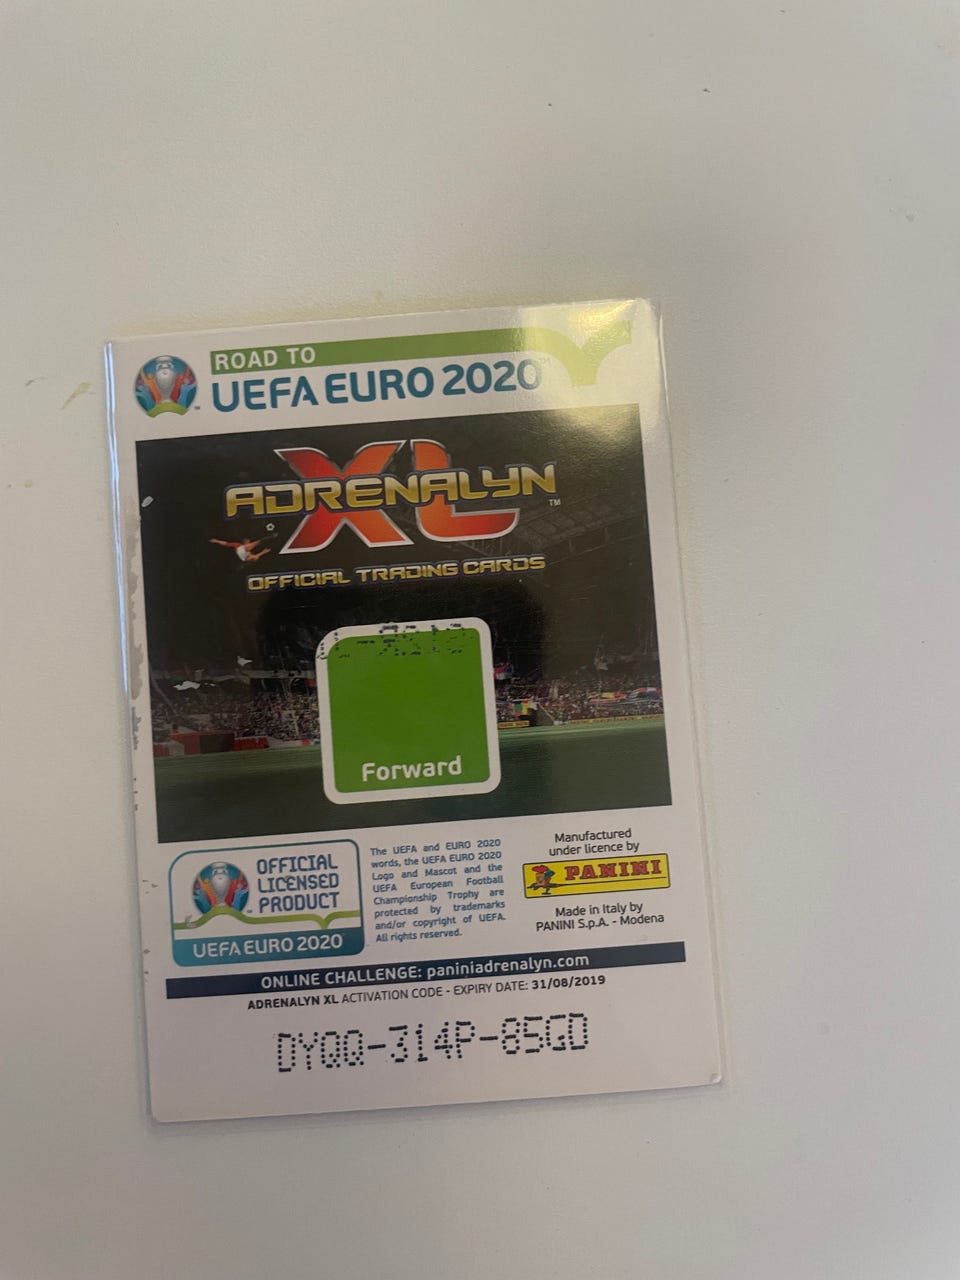 ROAD TO
UEFA EURO 2020™
ADRENALYN
XL™
OFFICIAL TRADING CARDS
Forward
OFFICIAL
LICENSED
PRODUCT
UEFA EURO 2020™
The UEFA and EURO 2020
words, the UEFA EURO 2020
Logo and Mascot and the
UEFA European Football
Championship Trophy are
protected by trademarks
and/or copyright of UEFA.
All rights reserved.
Manufactured
under licence by
PANINI
Made in Italy by
PANINI S.p.A. - Modena
ONLINE CHALLENGE: paniniadrenalyn.com
ADRENALYN XL ACTIVATION CODE - EXPIRY DATE: 31/08/2019
DYQQ-314P-85GD